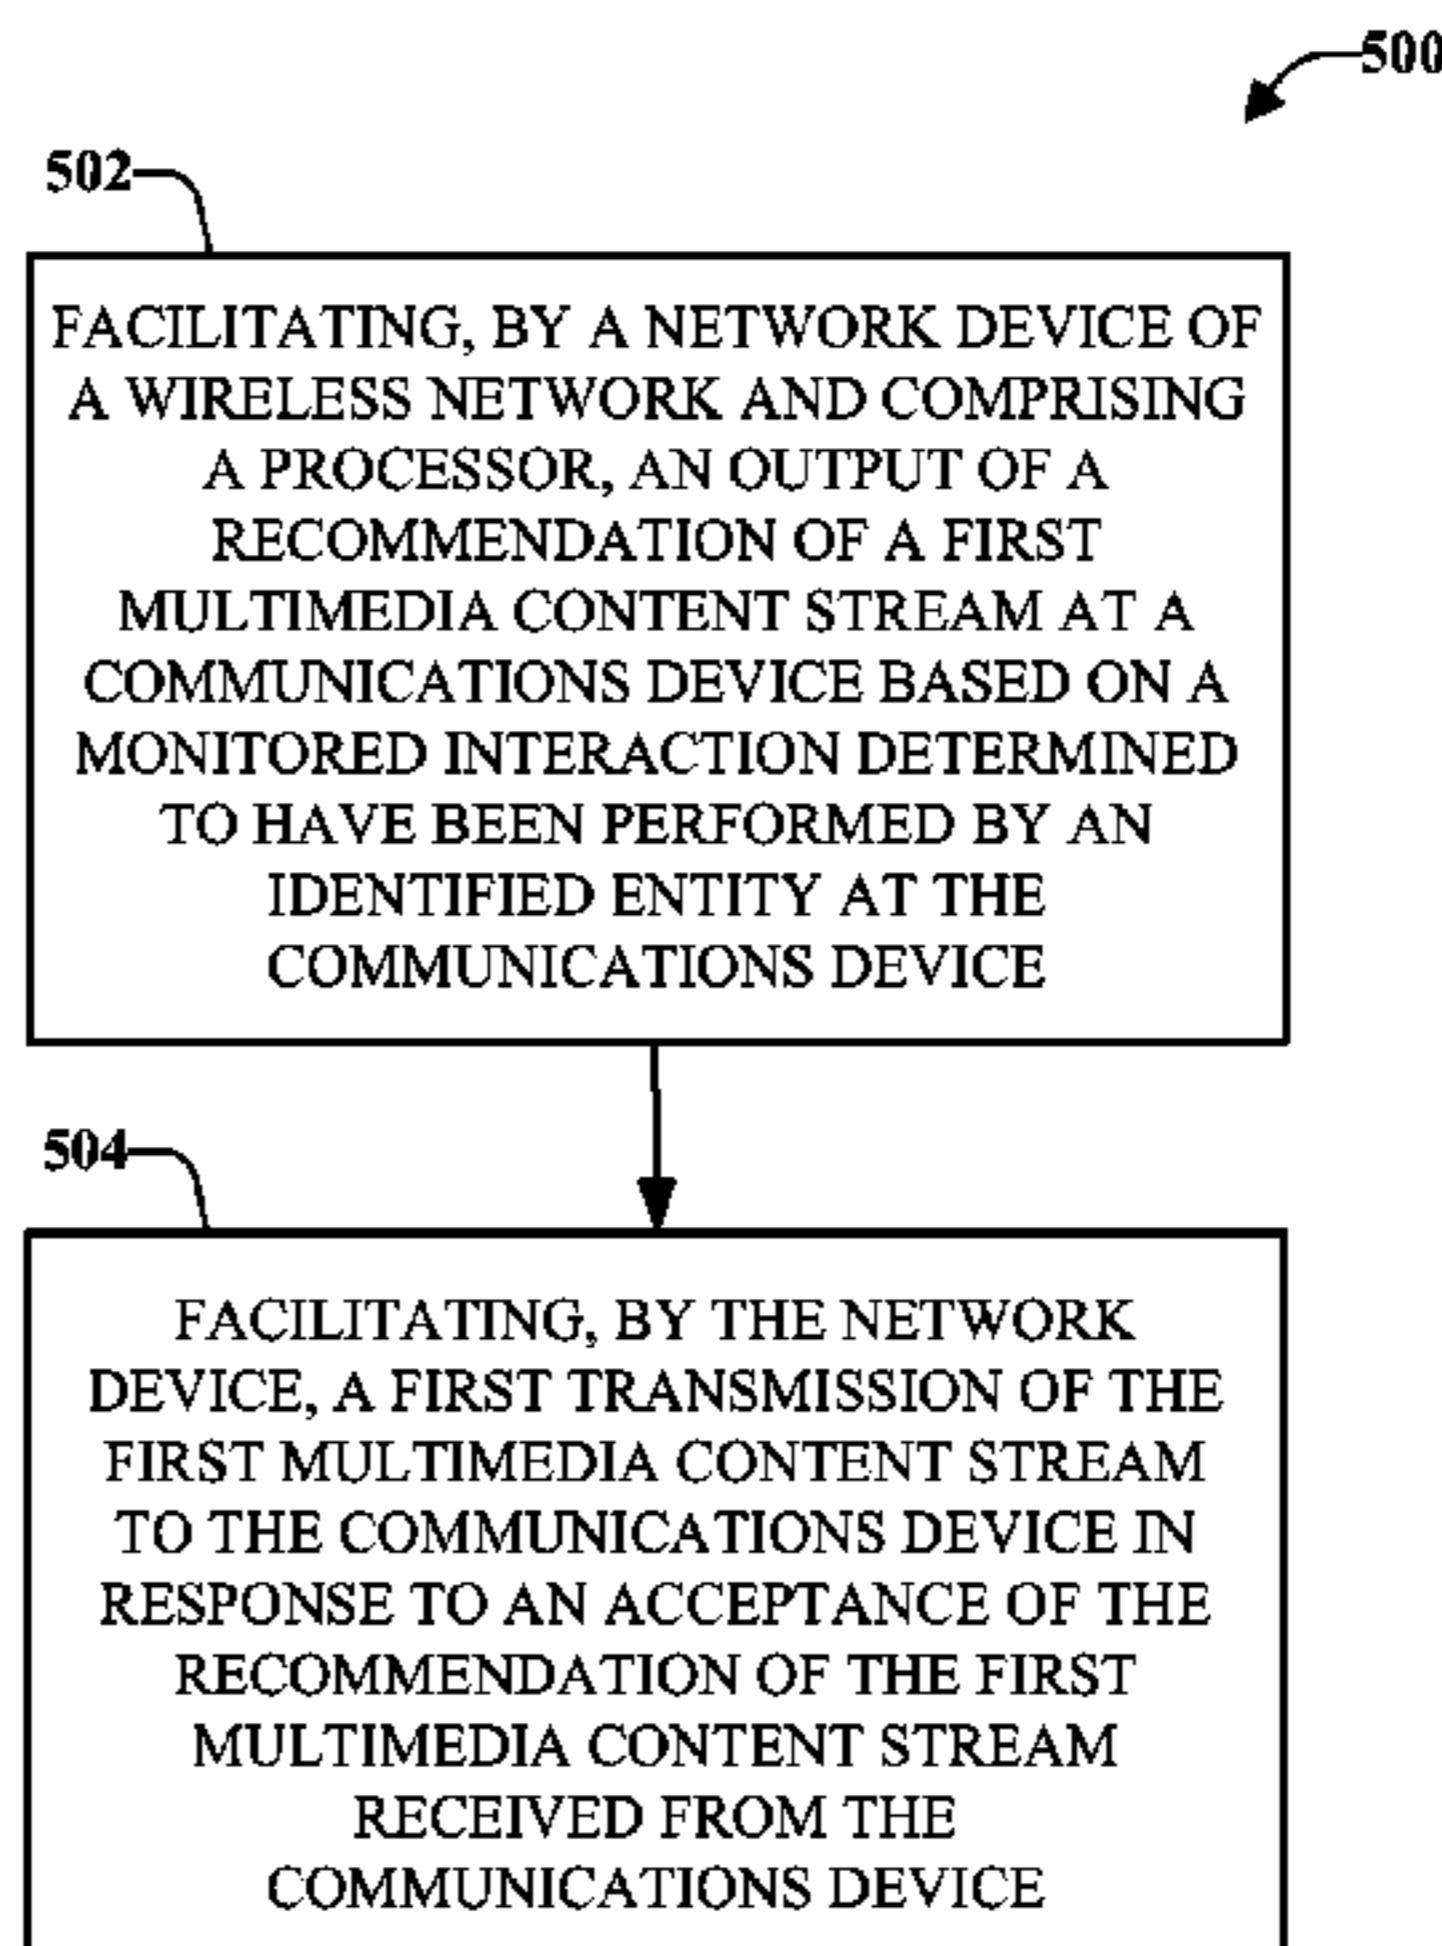 500
502
FACILITATING, BY A NETWORK DEVICE OF
A WIRELESS NETWORK AND COMPRISING
A PROCESSOR, AN OUTPUT OF A
RECOMMENDATION OF A FIRST
MULTIMEDIA CONTENT STREAM AT A
COMMUNICATIONS DEVICE BASED ON A
MONITORED INTERACTION DETERMINED
TO HAVE BEEN PERFORMED BY AN
IDENTIFIED ENTITY AT THE
COMMUNICATIONS DEVICE
504
FACILITATING, BY THE NETWORK
DEVICE, A FIRST TRANSMISSION OF THE
FIRST MULTIMEDIA CONTENT STREAM
TO THE COMMUNICATIONS DEVICE IN
RESPONSE TO AN ACCEPTANCE OF THE
RECOMMENDATION OF THE FIRST
MULTIMEDIA CONTENT STREAM
RECEIVED FROM THE
COMMUNICATIONS DEVICE